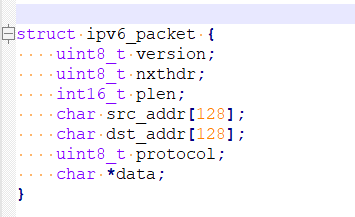 struct ipv6_packet {
    uint8_t version;
    uint8_t nxthdr;
    int16_t plen;
    char src_addr[128];
    char dst_addr[128];
    uint8_t protocol;
    char *data;
}